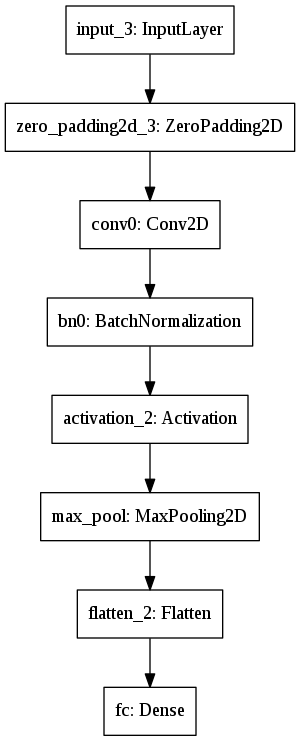 input_3: InputLayer
zero_padding2d_3: ZeroPadding2D
conv0: Conv2D
bn0: BatchNormalization
activation_2: Activation
max_pool: MaxPooling2D
flatten_2: Flatten
fc: Dense